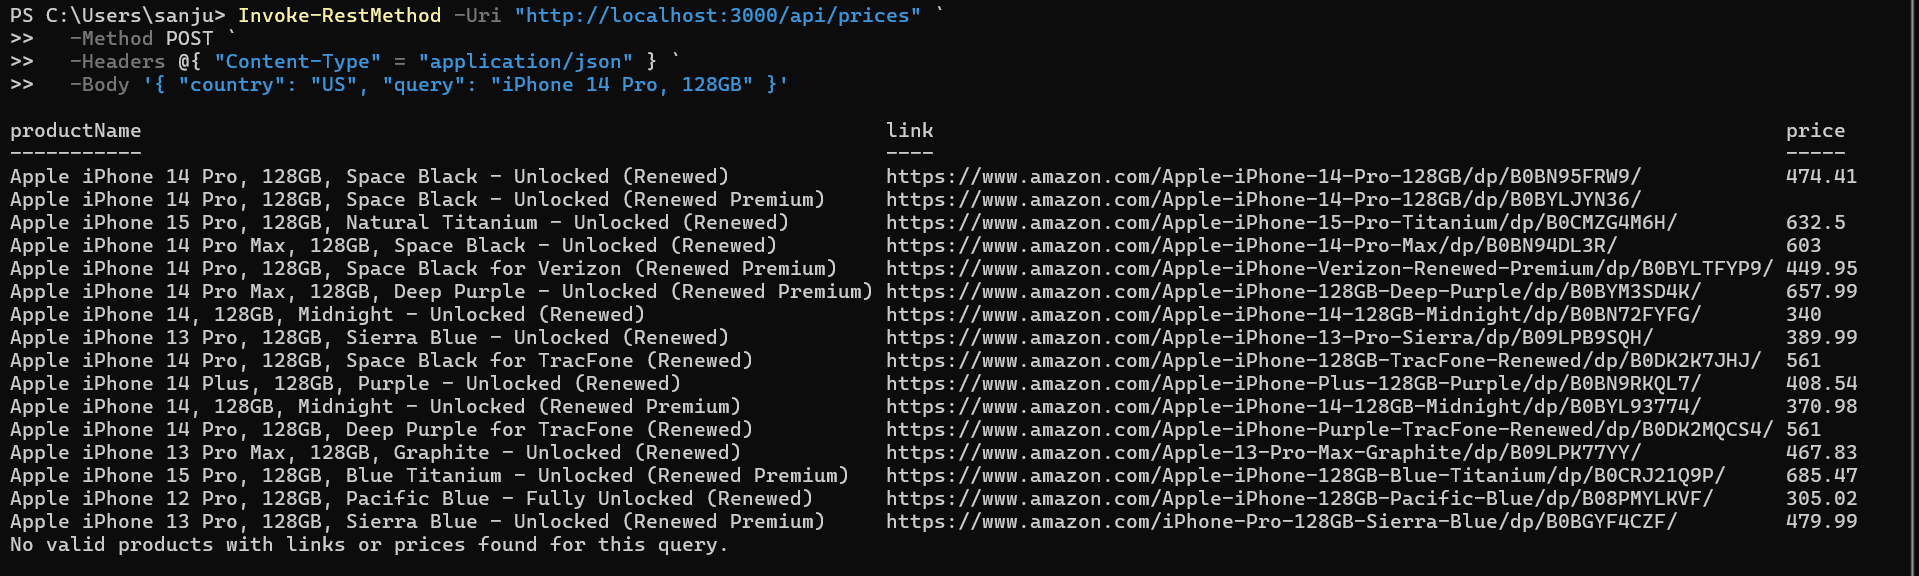 PS C:\Users\sanju> Invoke-RestMethod -Uri "http://localhost:3000/api/prices" `
>>   -Method POST `
>>   -Headers @{ "Content-Type" = "application/json" } `
>>   -Body '{ "country": "US", "query": "iPhone 14 Pro, 128GB" }'
productName link price
----------- ---- -----
Apple iPhone 14 Pro, 128GB, Space Black - Unlocked (Renewed) https://www.amazon.com/Apple-iPhone-14-Pro-128GB/dp/B0BN95FRW9/ 474.41
Apple iPhone 14 Pro, 128GB, Space Black - Unlocked (Renewed Premium) https://www.amazon.com/Apple-iPhone-14-Pro-128GB/dp/B0BYLJYN36/
Apple iPhone 15 Pro, 128GB, Natural Titanium - Unlocked (Renewed) https://www.amazon.com/Apple-iPhone-15-Pro-Titanium/dp/B0CMZG4M6H/ 632.5
Apple iPhone 14 Pro Max, 128GB, Space Black - Unlocked (Renewed) https://www.amazon.com/Apple-iPhone-14-Pro-Max/dp/B0BN94DL3R/ 603
Apple iPhone 14 Pro, 128GB, Space Black for Verizon (Renewed Premium) https://www.amazon.com/Apple-iPhone-Verizon-Renewed-Premium/dp/B0BYLTFYP9/ 449.95
Apple iPhone 14 Pro Max, 128GB, Deep Purple - Unlocked (Renewed Premium) https://www.amazon.com/Apple-iPhone-128GB-Deep-Purple/dp/B0BYM3SD4K/ 657.99
Apple iPhone 14, 128GB, Midnight - Unlocked (Renewed) https://www.amazon.com/Apple-iPhone-14-128GB-Midnight/dp/B0BN72FYFG/ 340
Apple iPhone 13 Pro, 128GB, Sierra Blue - Unlocked (Renewed) https://www.amazon.com/Apple-iPhone-13-Pro-Sierra/dp/B09LPB9SQH/ 389.99
Apple iPhone 14 Pro, 128GB, Space Black for TracFone (Renewed) https://www.amazon.com/Apple-iPhone-128GB-TracFone-Renewed/dp/B0DK2K7JHJ/ 561
Apple iPhone 14 Plus, 128GB, Purple - Unlocked (Renewed) https://www.amazon.com/Apple-iPhone-Plus-128GB-Purple/dp/B0BN9RKQL7/ 408.54
Apple iPhone 14, 128GB, Midnight - Unlocked (Renewed Premium) https://www.amazon.com/Apple-iPhone-14-128GB-Midnight/dp/B0BYL93774/ 370.98
Apple iPhone 14 Pro, 128GB, Deep Purple for TracFone (Renewed) https://www.amazon.com/Apple-iPhone-Purple-TracFone-Renewed/dp/B0DK2MQCS4/ 561
Apple iPhone 13 Pro Max, 128GB, Graphite - Unlocked (Renewed) https://www.amazon.com/Apple-13-Pro-Max-Graphite/dp/B09LPK77YY/ 467.83
Apple iPhone 15 Pro, 128GB, Blue Titanium - Unlocked (Renewed Premium) https://www.amazon.com/Apple-iPhone-128GB-Blue-Titanium/dp/B0CRJ21Q9P/ 685.47
Apple iPhone 12 Pro, 128GB, Pacific Blue - Fully Unlocked (Renewed) https://www.amazon.com/Apple-iPhone-128GB-Pacific-Blue/dp/B08PMYLKVF/ 305.02
Apple iPhone 13 Pro, 128GB, Sierra Blue - Unlocked (Renewed Premium) https://www.amazon.com/iPhone-Pro-128GB-Sierra-Blue/dp/B0BGYF4CZF/ 479.99
No valid products with links or prices found for this query.